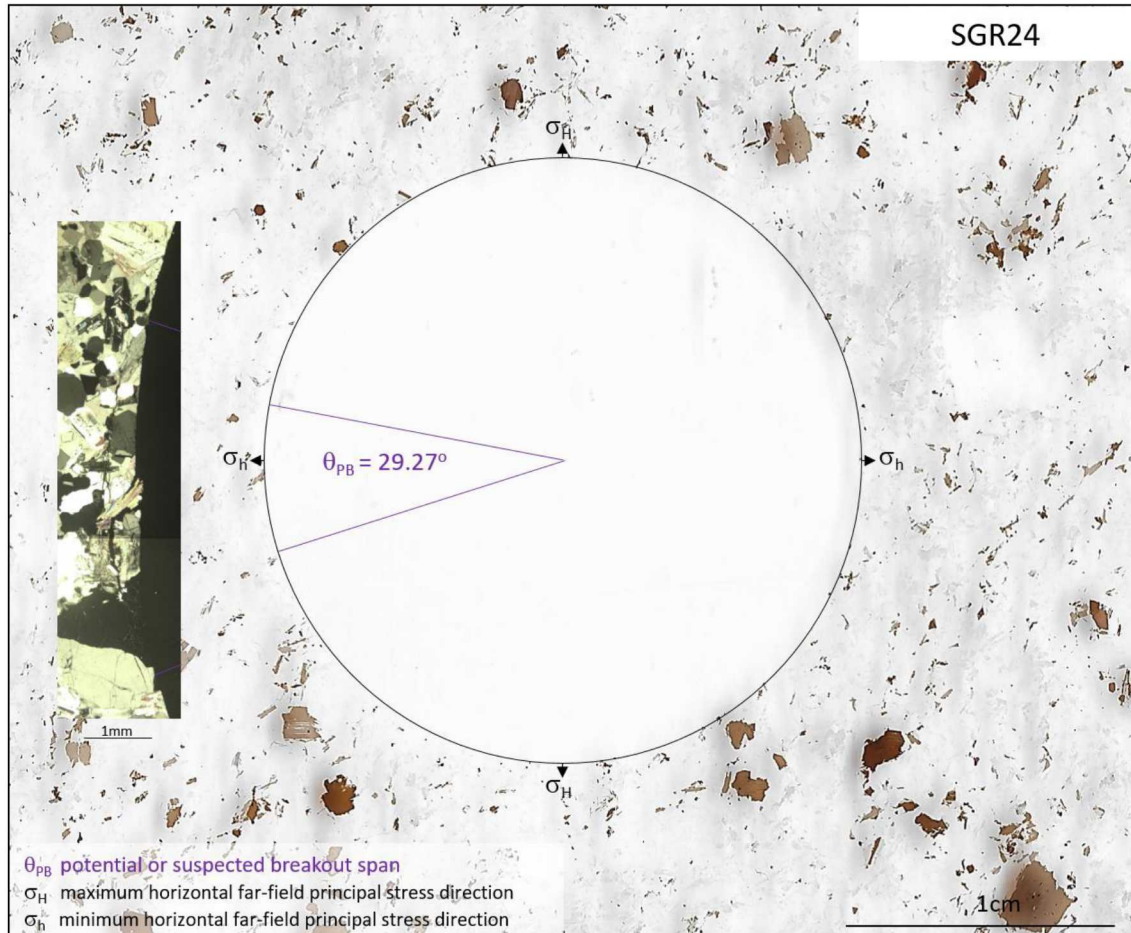 SGR24
σH
σh
θPB = 29.27°
σh
1mm
σH
θPB potential or suspected breakout span
σH maximum horizontal far-field principal stress direction
σh minimum horizontal far-field principal stress direction
1cm